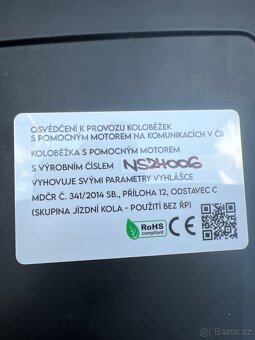 OSVĚDČENÍ K PROVOZU KOLOBĚŽEK
S POMOCNÝM MOTOREM NA KOMUNIKACÍCH V ČR
KOLOBĚŽKA S POMOCNÝM MOTOREM
S VÝROBNÍM ČÍSLEM NS24006
VYHOVUJE SVÝMI PARAMETRY VYHLÁŠCE
MDČR Č. 341/2014 SB., PŘÍLOHA 12, ODSTAVEC C
(SKUPINA JÍZDNÍ KOLA - POUŽITÍ BEZ ŘP)
RoHS
compliant
CE
© Bazos.cz